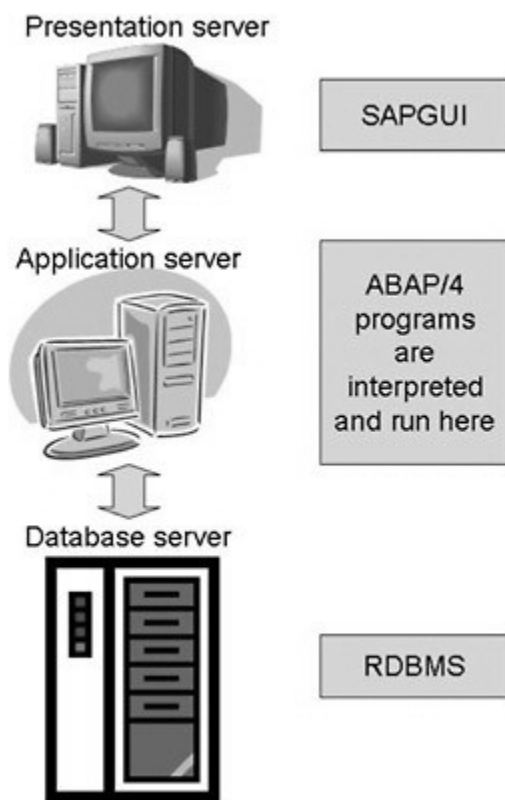 Presentation server
SAPGUI
Application server
ABAP/4
programs
are
interpreted
and run here
Database server
RDBMS